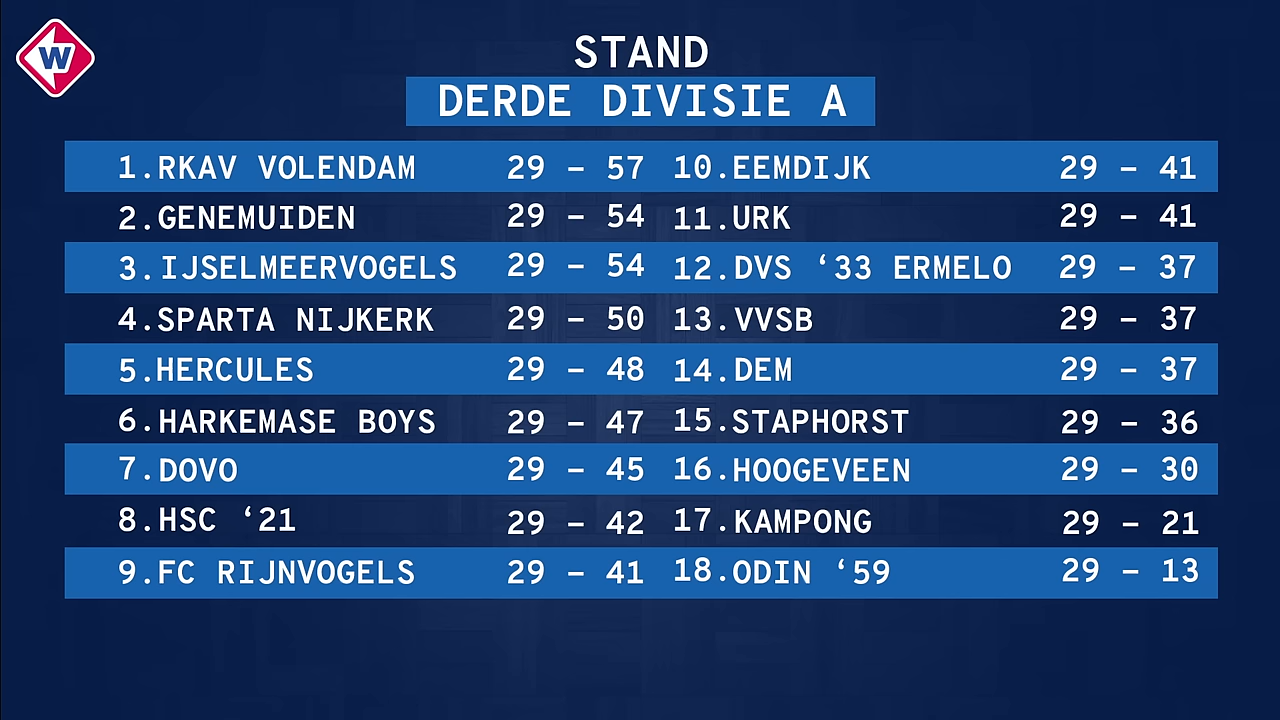 W
STAND
DERDE DIVISIE A
1.RKAV VOLENDAM 29 – 57
2.GENEMUIDEN 29 – 54
3.IJSELMEERVOGELS 29 – 54
4.SPARTA NIJKERK 29 – 50
5.HERCULES 29 – 48
6.HARKEMASE BOYS 29 – 47
7.DOVO 29 – 45
8.HSC ‘21 29 – 42
9.FC RIJNVOGELS 29 – 41
10.EEMDIJK 29 – 41
11.URK 29 – 41
12.DVS ‘33 ERMELO 29 – 37
13.VVSB 29 – 37
14.DEM 29 – 37
15.STAPHORST 29 – 36
16.HOOGEVEEN 29 – 30
17.KAMPONG 29 – 21
18.ODIN ‘59 29 – 13